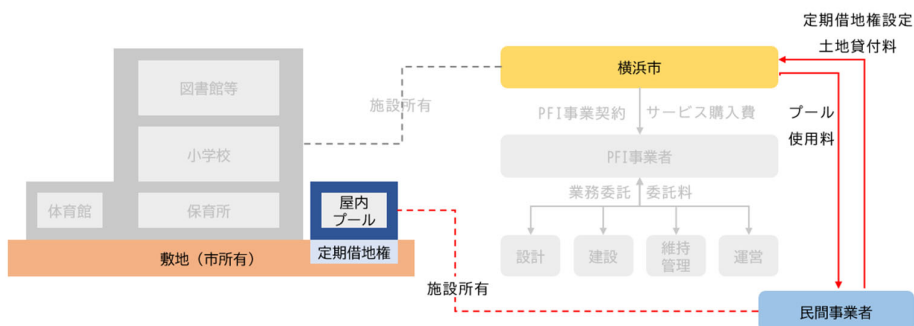 定期借地権設定
土地貸付料
横浜市
図書館等
施設所有
PFI事業契約 サービス購入費
プール
使用料
小学校
PFI事業者
体育館
保育所
屋内
プール
業務委託 委託料
設計
建設
維持
管理
運営
敷地（市所有）
定期借地権
施設所有
民間事業者